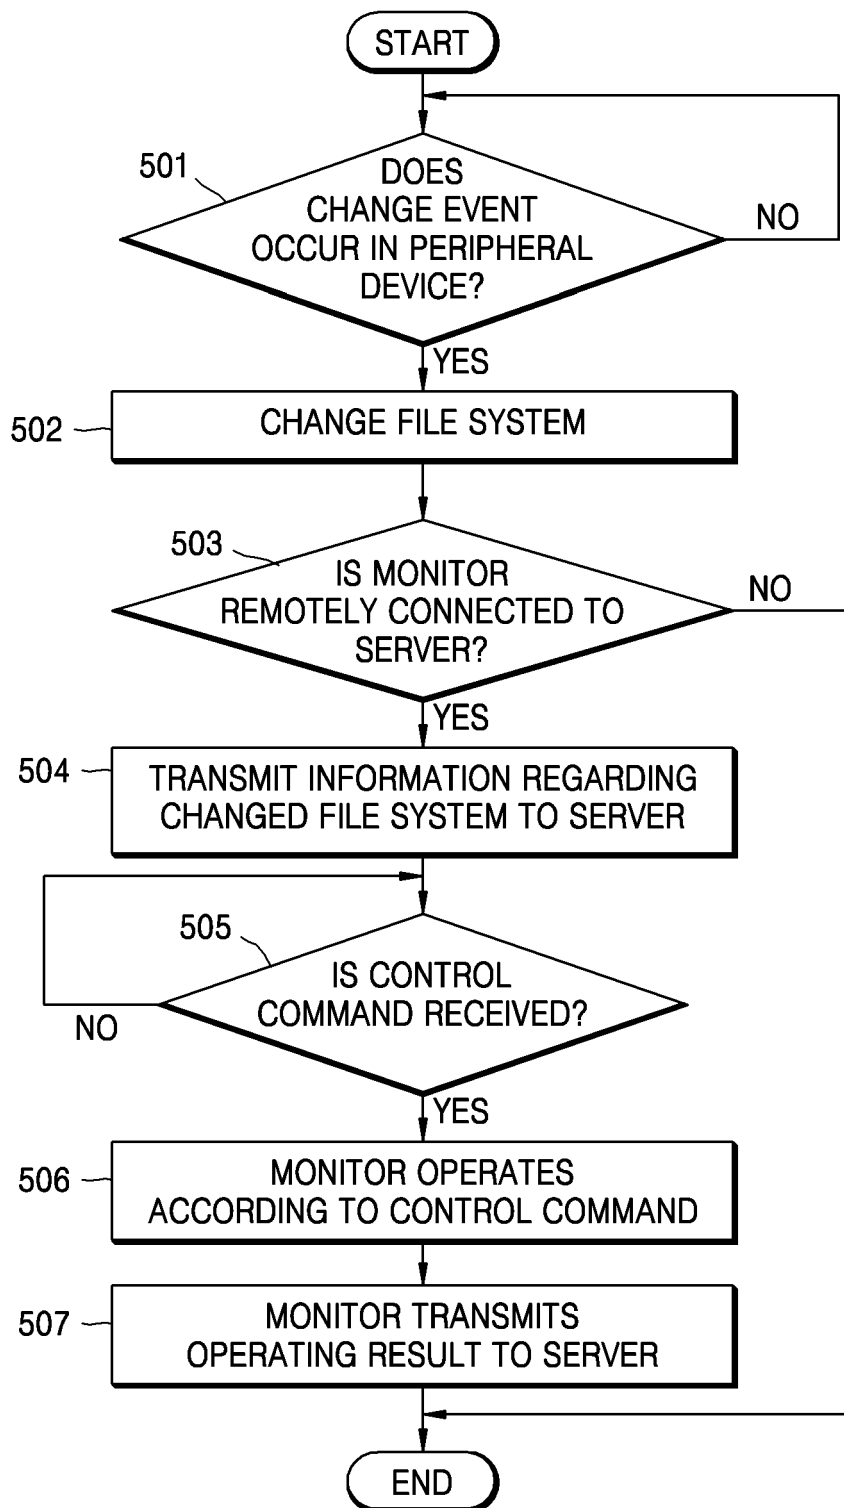 START
501
DOES
CHANGE EVENT
OCCUR IN PERIPHERAL
DEVICE?
NO
YES
502
CHANGE FILE SYSTEM
503
IS MONITOR
REMOTELY CONNECTED TO
SERVER?
NO
YES
504
TRANSMIT INFORMATION REGARDING
CHANGED FILE SYSTEM TO SERVER
505
IS CONTROL
COMMAND RECEIVED?
NO
YES
506
MONITOR OPERATES
ACCORDING TO CONTROL COMMAND
507
MONITOR TRANSMITS
OPERATING RESULT TO SERVER
END